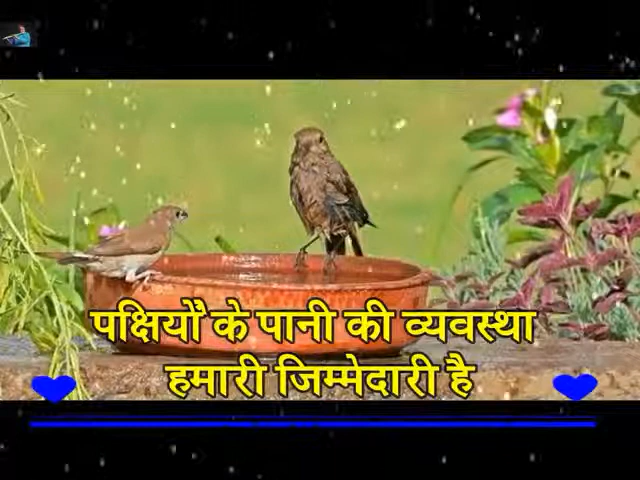 पक्षियों के पानी की व्यवस्था
हमारी जिम्मेदारी है